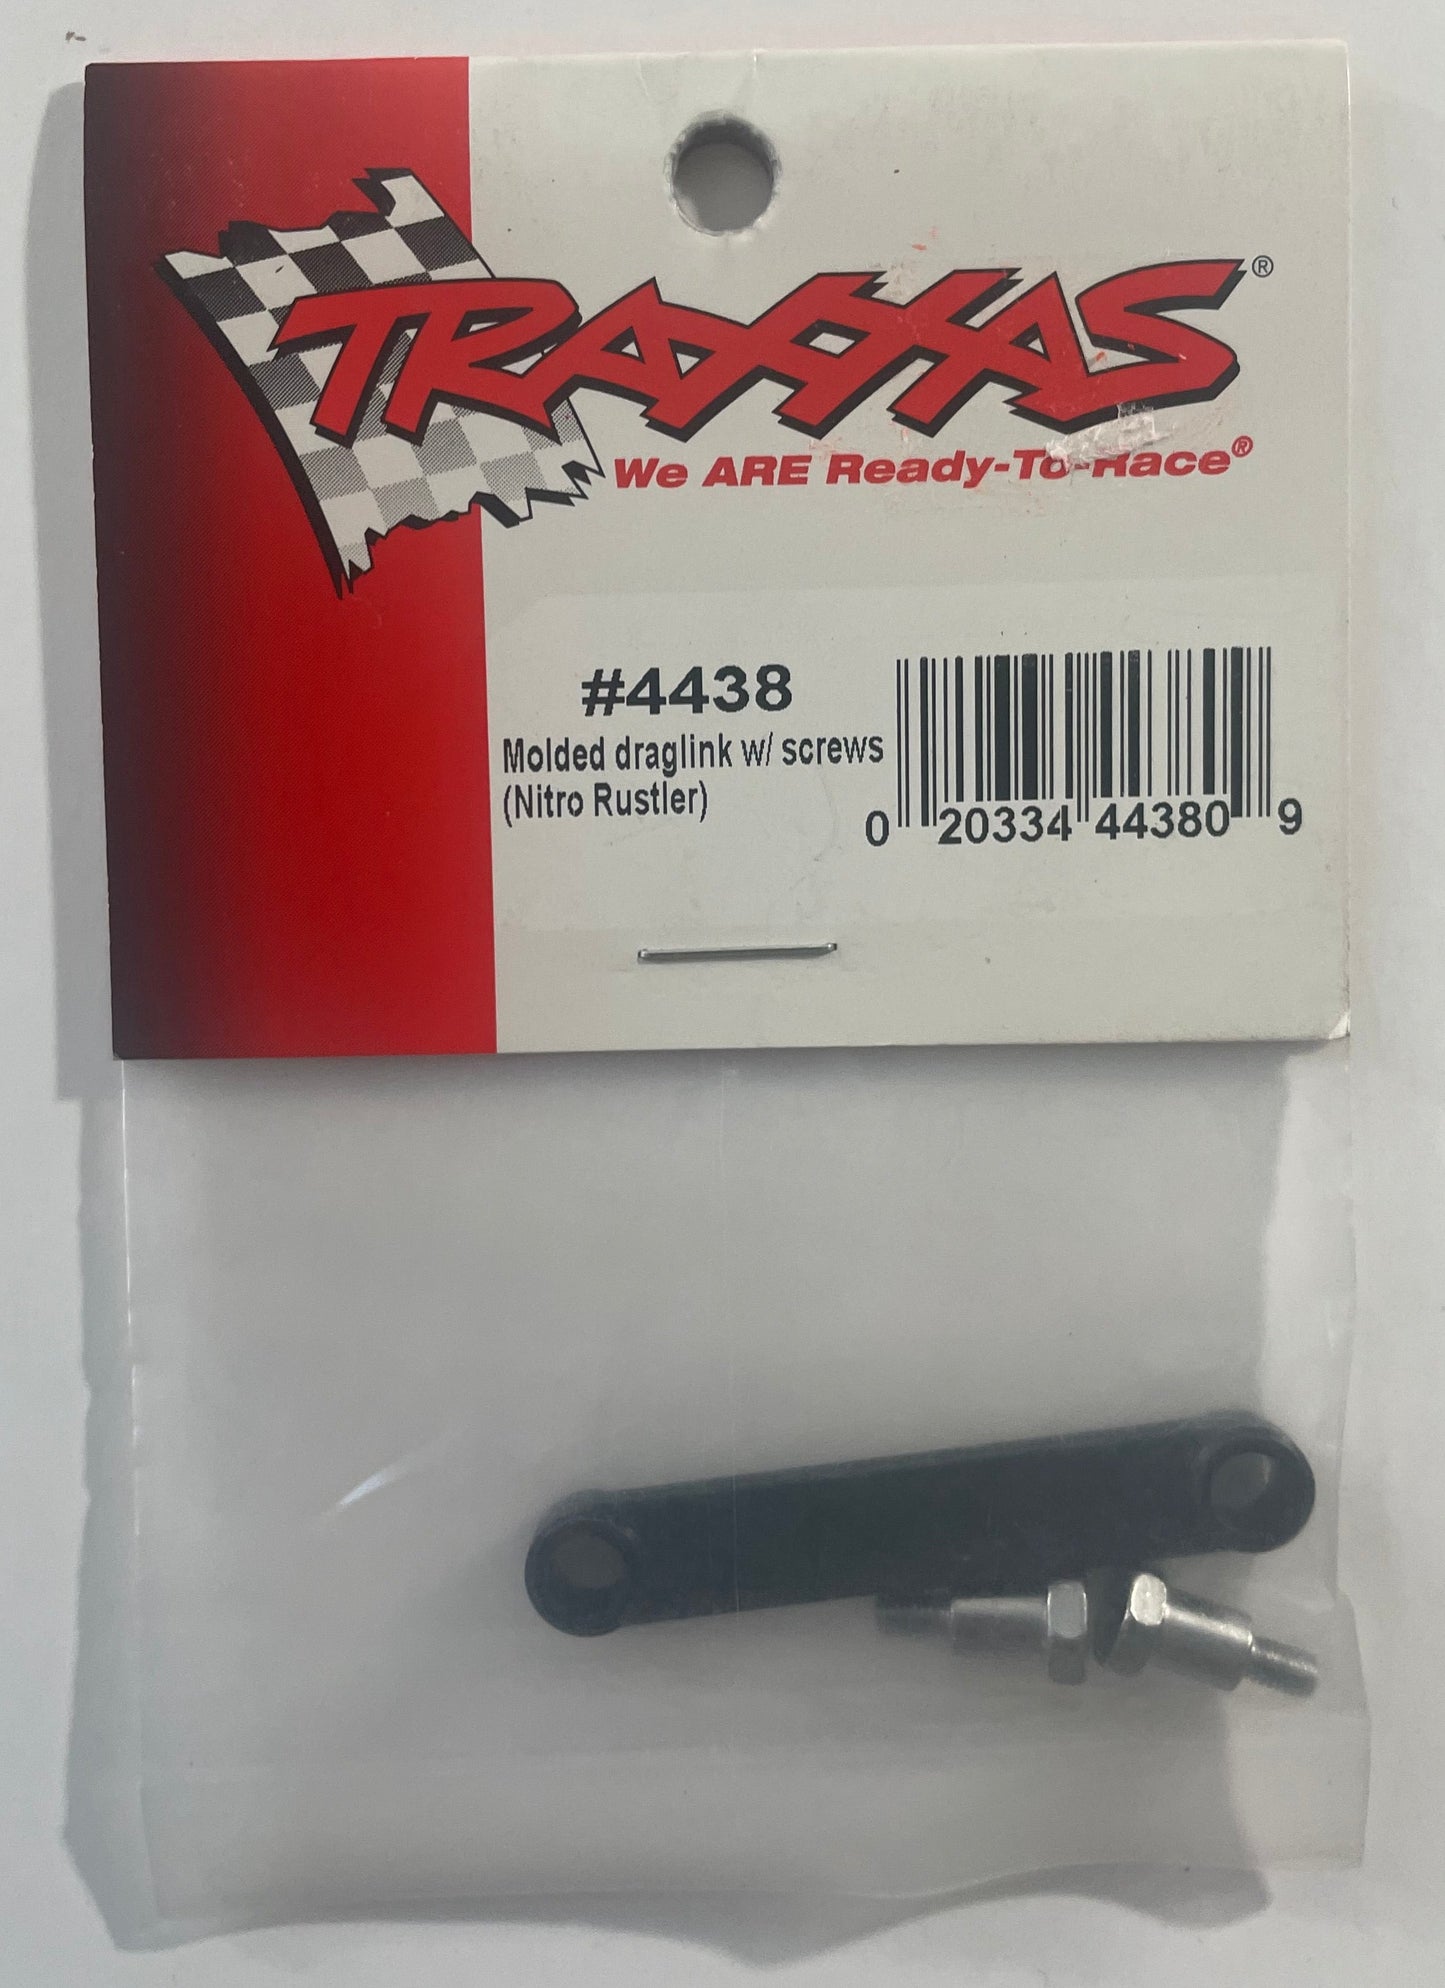 TRAXXAS®
We ARE Ready-To-Race®
#4438
Molded draglink w/ screws
(Nitro Rustler)
0 20334 44380 9